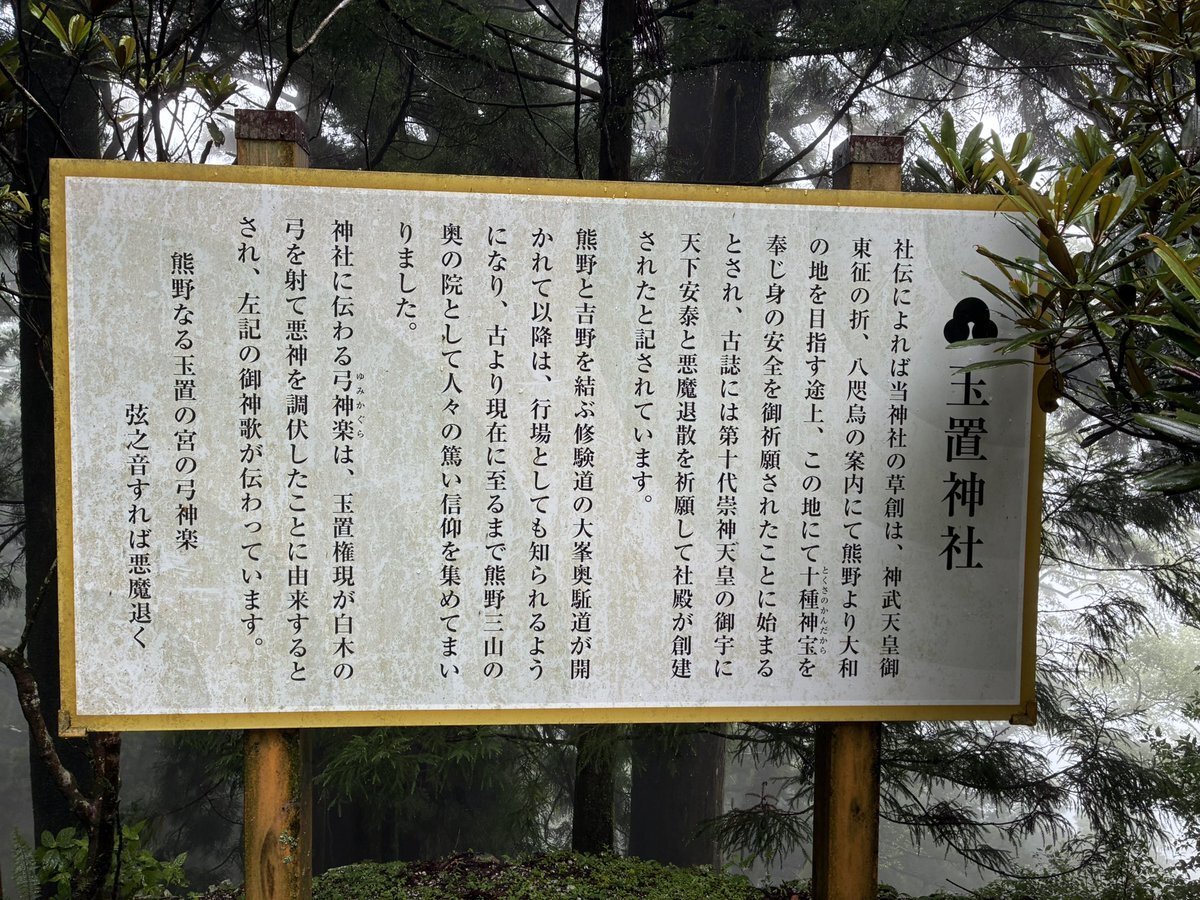 玉置神社
社伝によれば当神社の草創は、神武天皇御
東征の折、八咫烏の案内にて熊野より大和
の地を目指す途上、この地にて十種神宝を
とくさのかんだから
奉じ身の安全を御祈願されたことに始まる
とされ、古誌には第十代崇神天皇の御宇に
天下安泰と悪魔退散を祈願して社殿が創建
されたと記されています。
熊野と吉野を結ぶ修験道の大峯奥駈道が開
かれて以降は、行場としても知られるよう
になり、古より現在に至るまで熊野三山の
奥の院として人々の篤い信仰を集めてまい
りました。
神社に伝わる弓神楽は、玉置権現が白木の
ゆみかぐら
弓を射て悪神を調伏したことに由来すると
され、左記の御神歌が伝わっています。
熊野なる玉置の宮の弓神楽
弦之音すれば悪魔退く